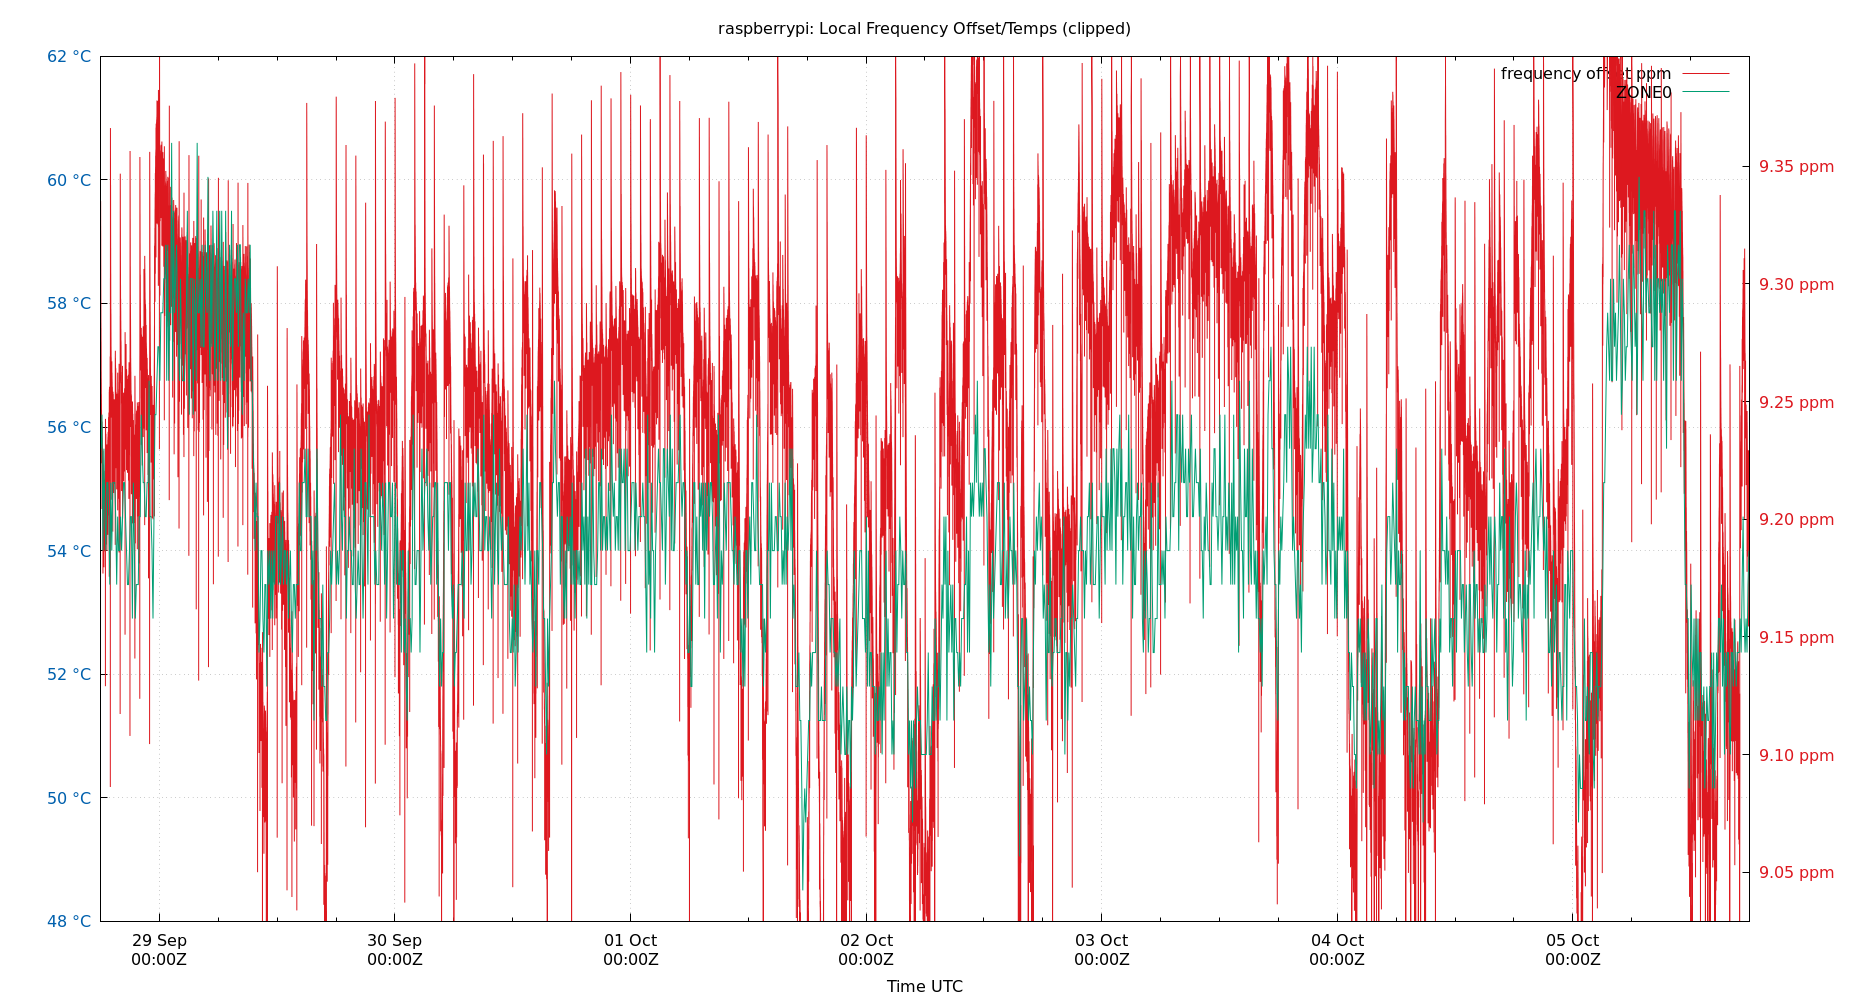 raspberrypi: Local Frequency Offset/Temps (clipped)
frequency offset ppm
ZONE0
62 °C
60 °C
58 °C
56 °C
54 °C
52 °C
50 °C
48 °C
9.35 ppm
9.30 ppm
9.25 ppm
9.20 ppm
9.15 ppm
9.10 ppm
9.05 ppm
29 Sep 30 Sep 01 Oct 02 Oct 03 Oct 04 Oct 05 Oct
00:00Z 00:00Z 00:00Z 00:00Z 00:00Z 00:00Z 00:00Z
Time UTC